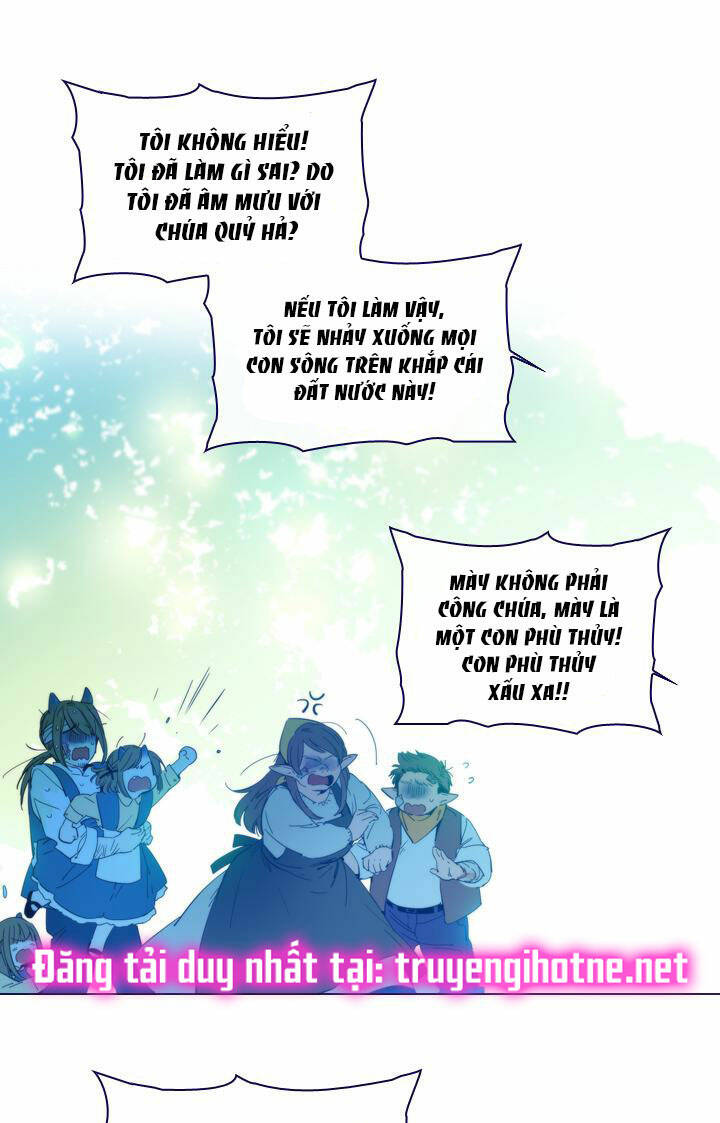 TÔI KHÔNG HIỂU!
TÔI ĐÃ LÀM GÌ SAI? DO
TÔI ĐÃ ÂM MƯU VỚI
CHÚA QUỶ HẢ?
NẾU TÔI LÀM VẬY,
TÔI SẼ NHẢY XUỐNG MỌI
CON SÔNG TRÊN KHẮP CÁI
ĐẤT NƯỚC NÀY!
MÀY KHÔNG PHẢI
CÔNG CHÚA, MÀY LÀ
MỘT CON PHÙ THỦY!
CON PHÙ THỦY
XẤU XA!!
Đăng tải duy nhất tại: truyengihotne.net